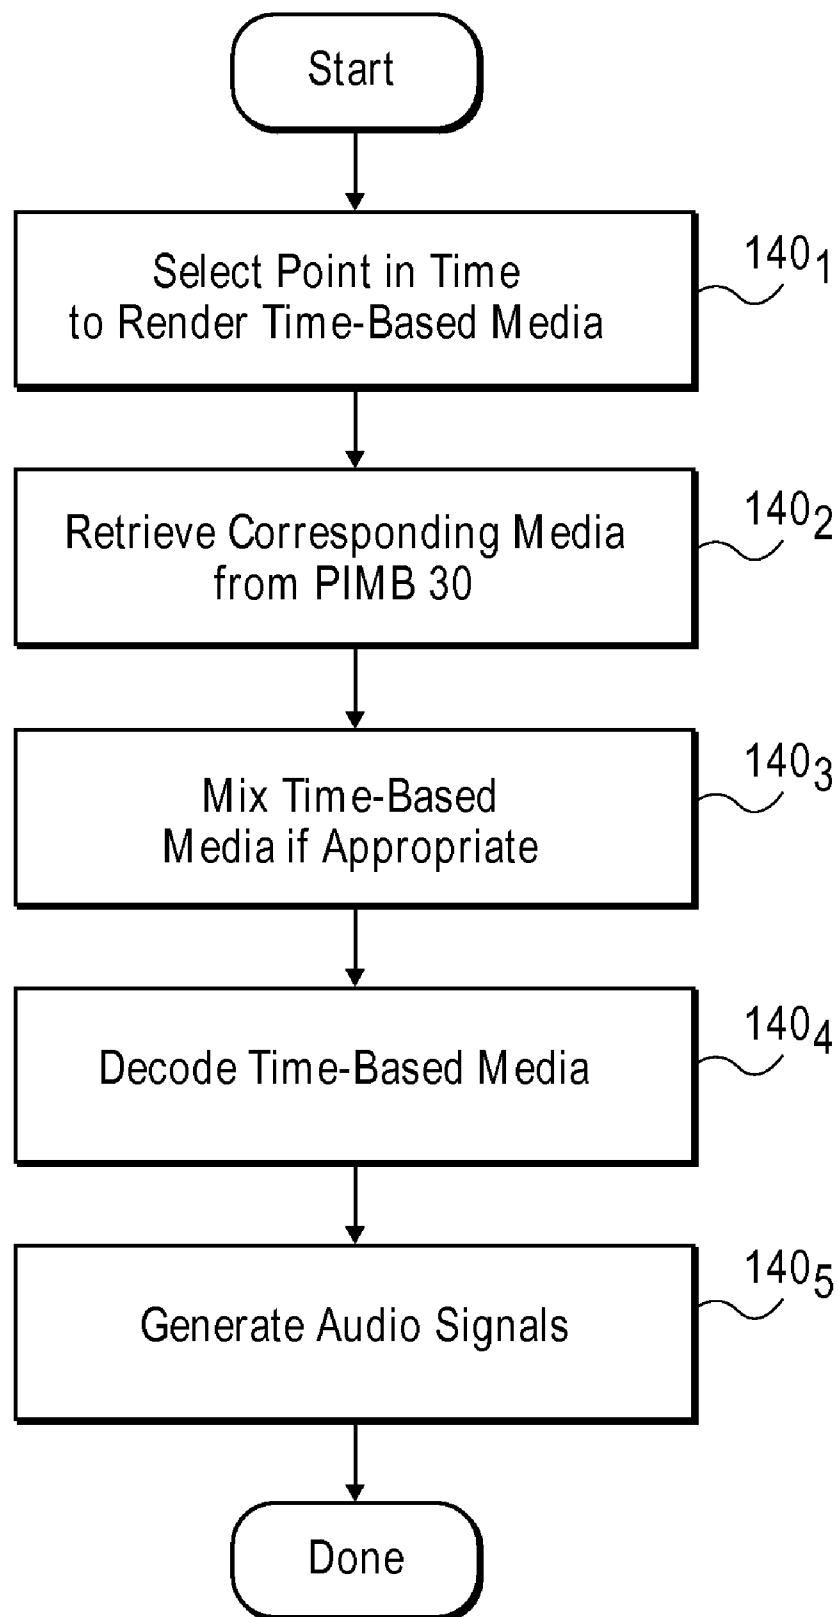 Start
Select Point in Time
to Render Time-Based Media
140₁
Retrieve Corresponding Media
from PIMB 30
140₂
Mix Time-Based
Media if Appropriate
140₃
Decode Time-Based Media
140₄
Generate Audio Signals
140₅
Done